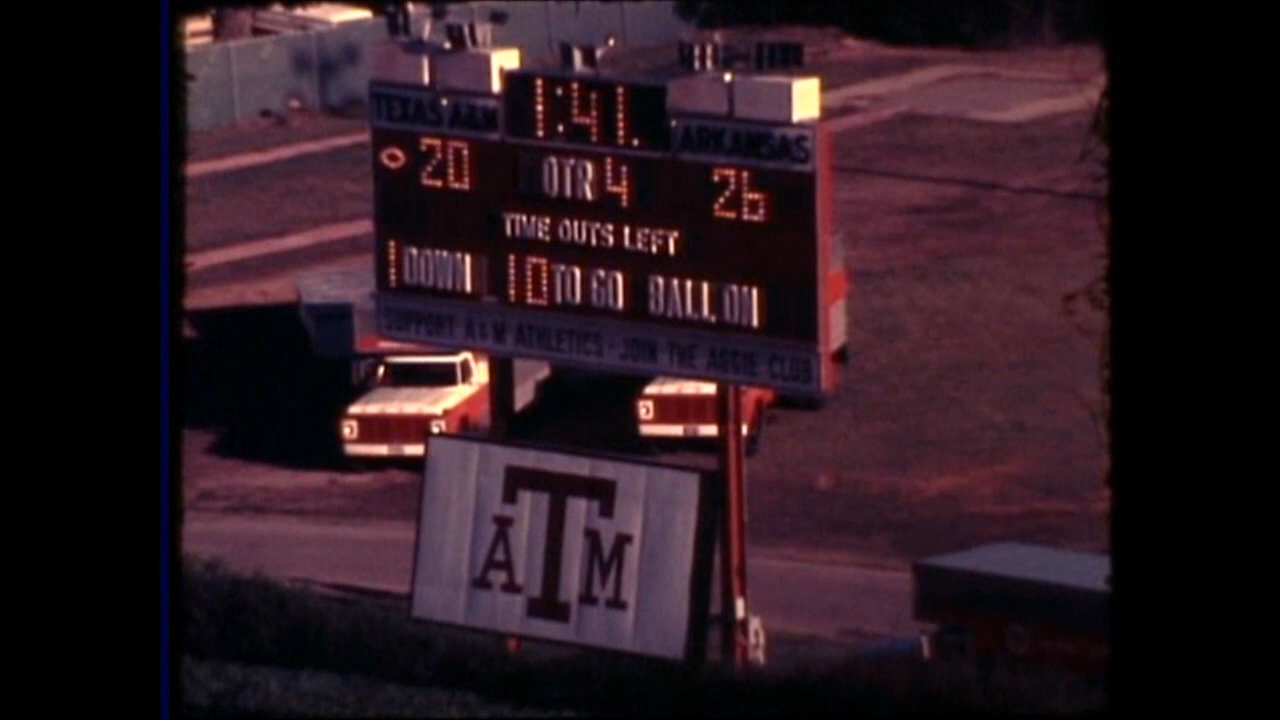 1:41
TEXAS A&M
ARKANSAS
20
QTR 4
26
TIME OUTS LEFT
1 DOWN 10 TO GO BALL ON
SUPPORT A&M ATHLETICS - JOIN THE AGGIE CLUB
ATM